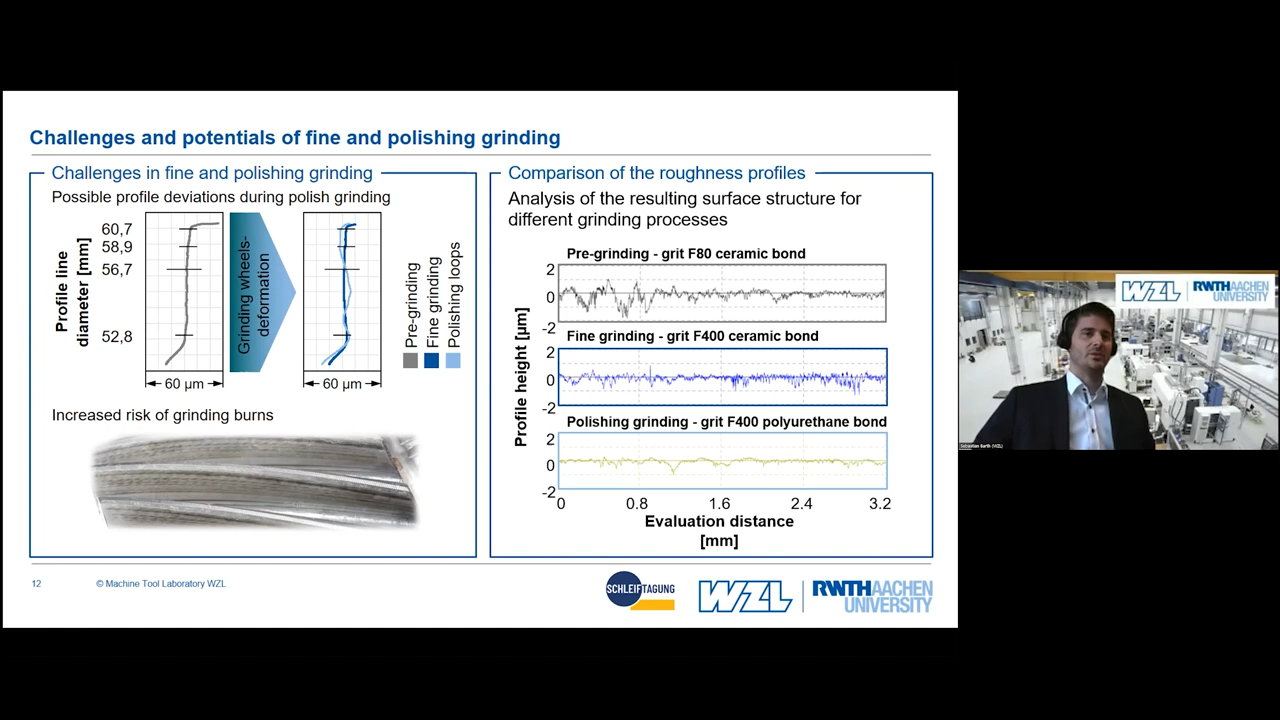 Challenges and potentials of fine and polishing grinding
Challenges in fine and polishing grinding
Possible profile deviations during polish grinding
Profile line
diameter [mm]
60,7
58,9
56,7
52,8
Grinding wheels-
deformation
60 µm
60 µm
Pre-grinding
Fine grinding
Polishing loops
Increased risk of grinding burns
Comparison of the roughness profiles
Analysis of the resulting surface structure for
different grinding processes
Profile height [µm]
Pre-grinding - grit F80 ceramic bond
2
0
-2
Fine grinding - grit F400 ceramic bond
2
0
-2
Polishing grinding - grit F400 polyurethane bond
2
0
-2
0 0.8 1.6 2.4 3.2
Evaluation distance
[mm]
12
© Machine Tool Laboratory WZL
SCHLEIFTAGUNG
WZL
RWTHAACHEN
UNIVERSITY
WZL
RWTHAACHEN
UNIVERSITY
Sebastian Barth (WZL)